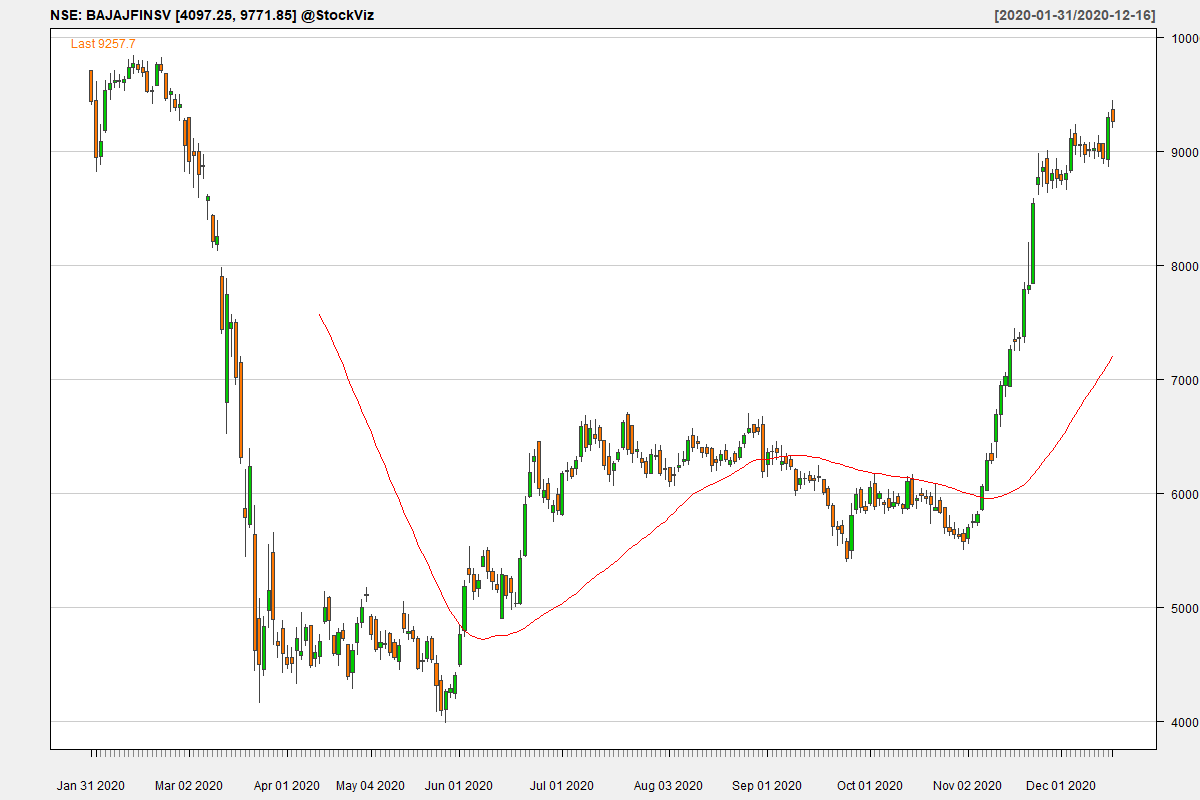 NSE: BAJAJFINSV [4097.25, 9771.85] @StockViz
[2020-01-31/2020-12-16]
Last 9257.7
1000
9000
8000
7000
6000
5000
4000
Jan 31 2020 Mar 02 2020 Apr 01 2020 May 04 2020 Jun 01 2020 Jul 01 2020 Aug 03 2020 Sep 01 2020 Oct 01 2020 Nov 02 2020 Dec 01 2020